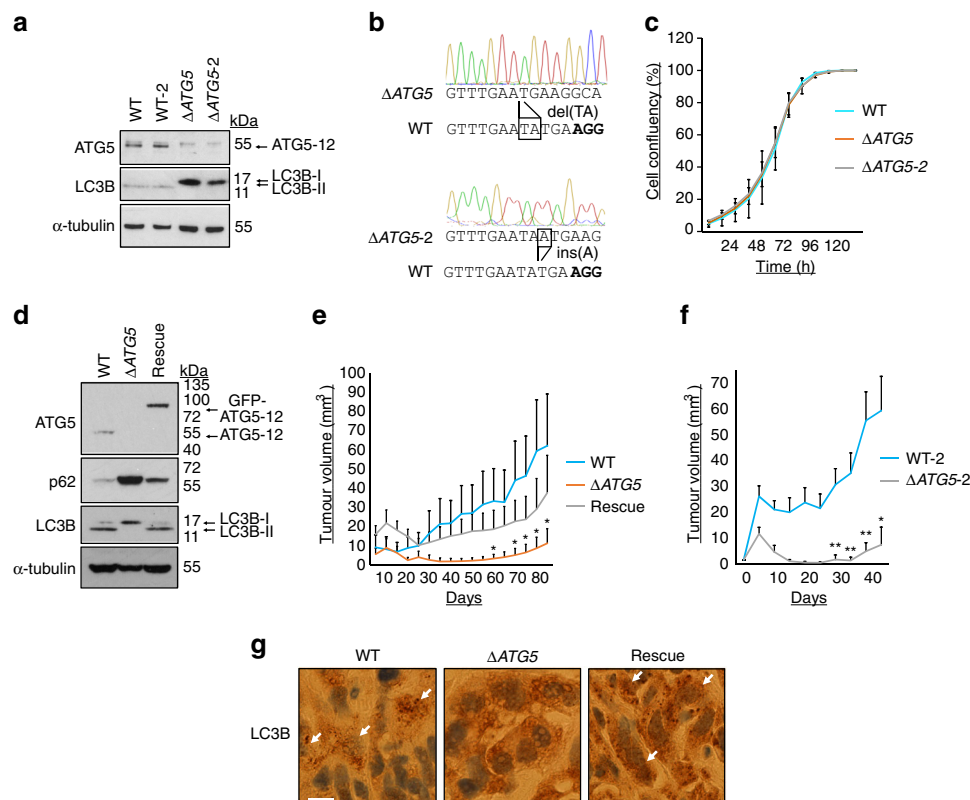 a
WT
WT-2
ΔATG5
ΔATG5-2
kDa
ATG5
55
ATG5-12
LC3B
17
11
LC3B-I
LC3B-II
α-tubulin
55
b
ΔATG5
GTTTGAATGAAGGCA
del(TA)
WT
GTTTGAATATGAAGG
ΔATG5-2
GTTTGAATAATGAAG
ins(A)
WT
GTTTGAATATGAAGG
c
Cell confluency (%)
120
100
80
60
40
20
0
24 48 72 96 120
Time (h)
WT
ΔATG5
ΔATG5-2
d
WT
ΔATG5
Rescue
kDa
ATG5
135
100
72
55
40
GFP-
ATG5-12
ATG5-12
p62
72
55
LC3B
17
11
LC3B-I
LC3B-II
α-tubulin
55
e
Tumour volume (mm³)
100
90
80
70
60
50
40
30
20
10
0
10 20 30 40 50 60 70 80
Days
* * * * *
WT
ΔATG5
Rescue
f
Tumour volume (mm³)
70
60
50
40
30
20
10
0
0 10 20 30 40
Days
** ** ** *
WT-2
ΔATG5-2
g
WT
ΔATG5
Rescue
LC3B